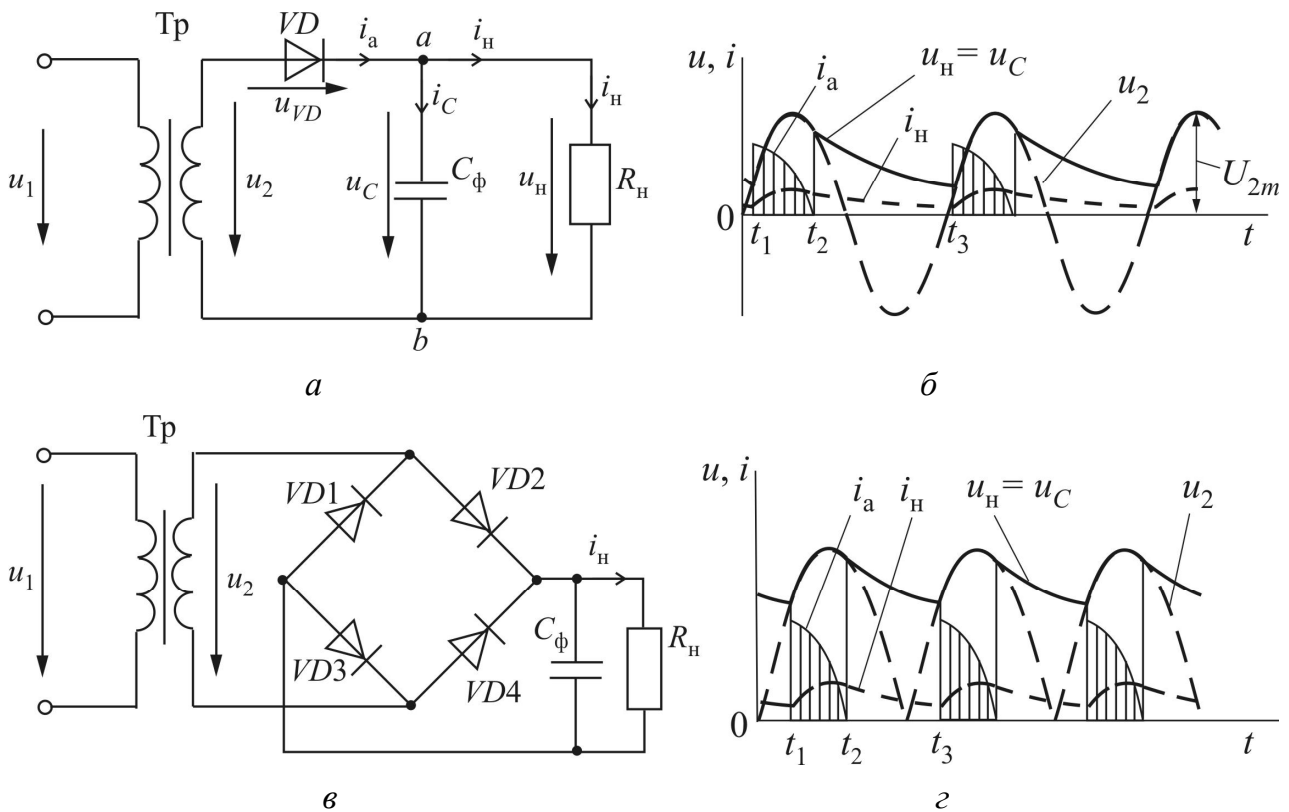 Тр
VD
iа
a
iн
iC
iн
uVD
u1
u2
uC
Cф
uн
Rн
b
а
u, i
iа
uн = uC
u2
iн
U2m
0
t1
t2
t3
t
б
Тр
VD1
VD2
iн
u1
u2
Cф
Rн
VD3
VD4
в
u, i
iа
iн
uн = uC
u2
0
t1
t2
t3
t
г